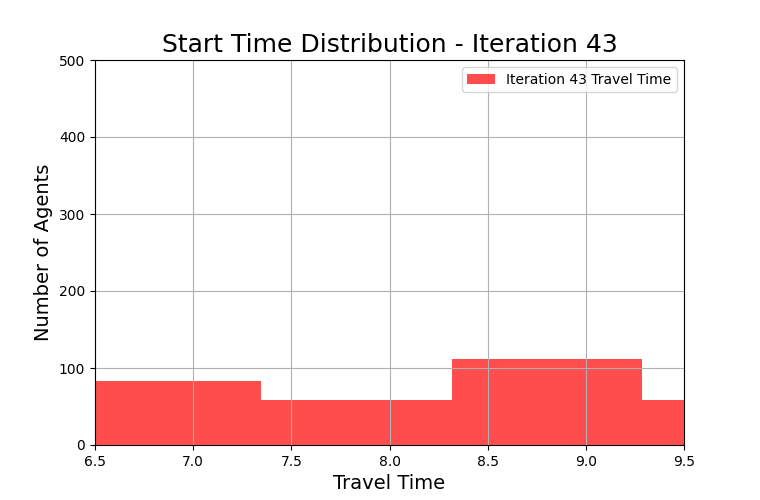 Start Time Distribution - Iteration 43
500
Iteration 43 Travel Time
400
300
200
100
0
Number of Agents
6.5 7.0 7.5 8.0 8.5 9.0 9.5
Travel Time